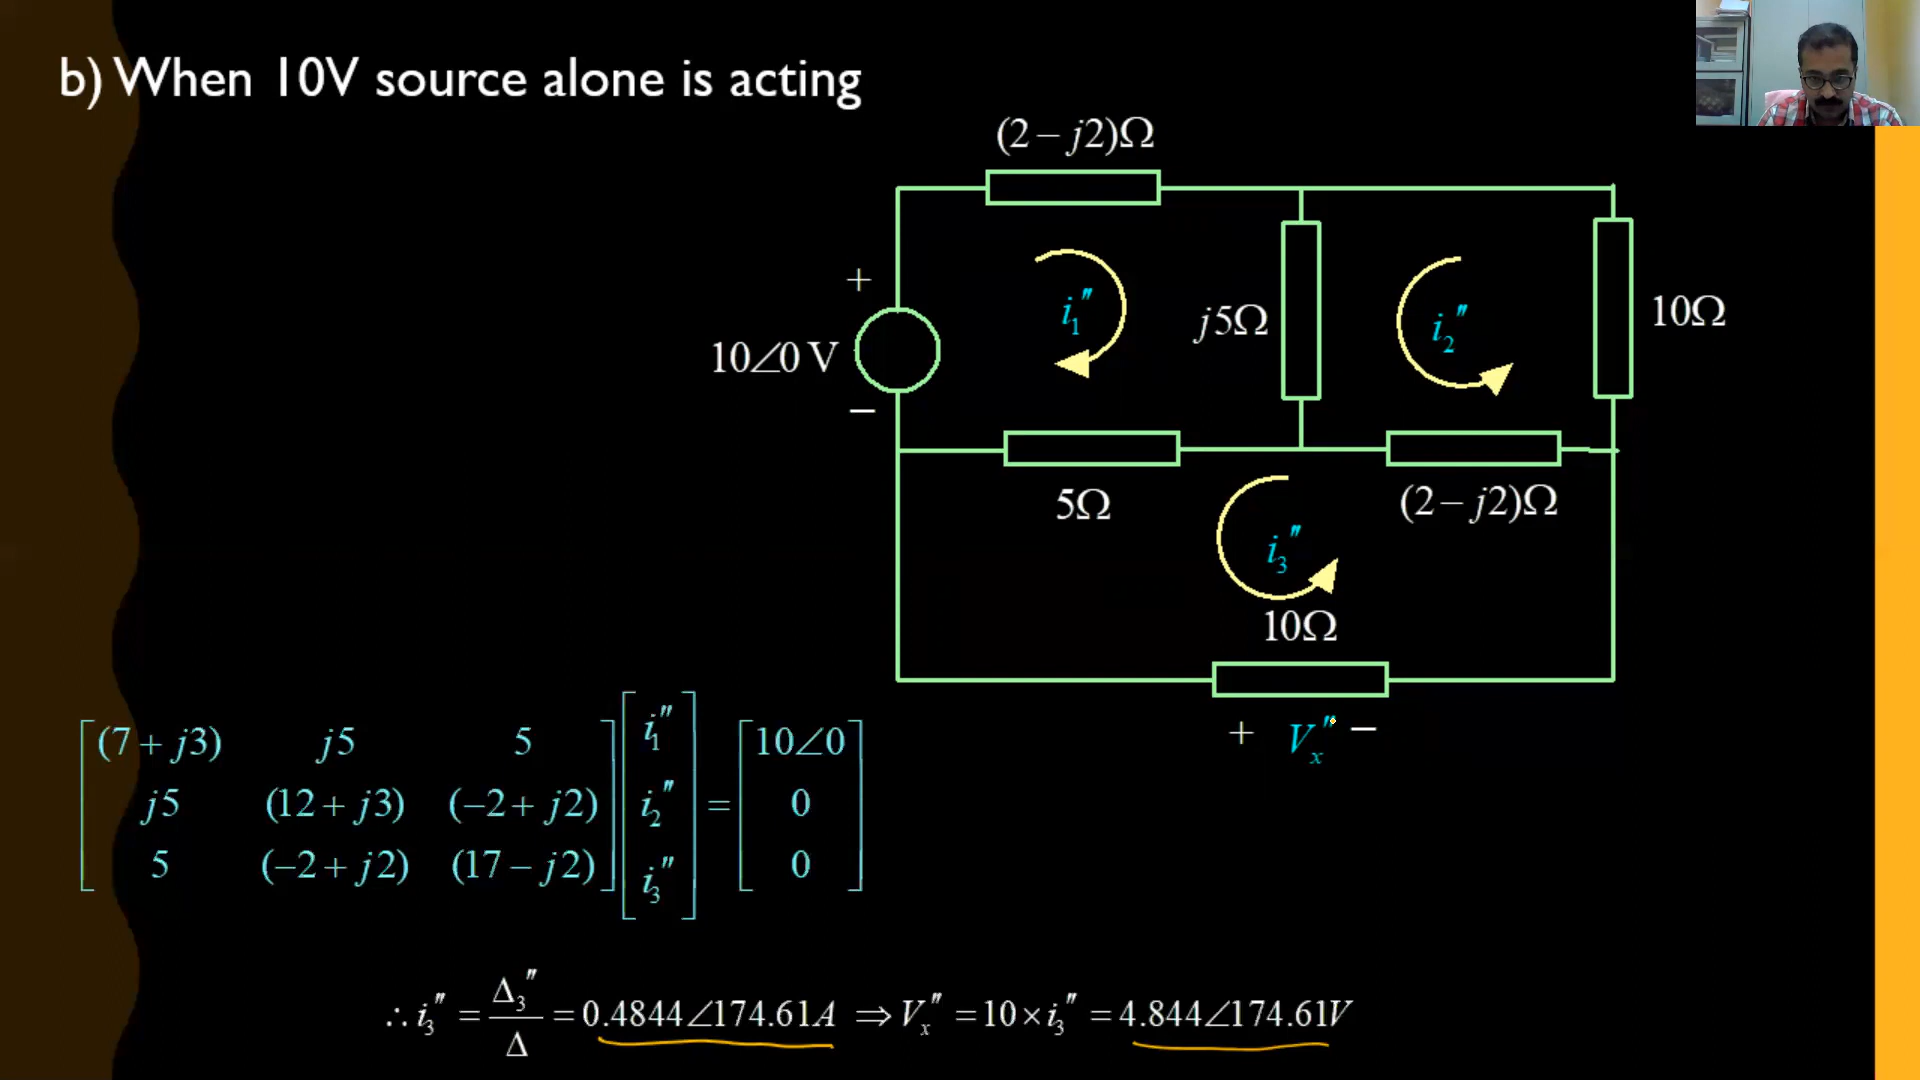 b) When 10V source alone is acting
(2 − j2)Ω
+
i₁″
j5Ω
i₂″
10Ω
10∠0 V
−
5Ω
(2 − j2)Ω
i₃″
10Ω
+ Vₓ″ −
[(7 + j3) j5 5] [i₁″] [10∠0]
[j5 (12 + j3) (−2 + j2)] [i₂″] = [0]
[5 (−2 + j2) (17 − j2)] [i₃″] [0]
∴ i₃″ = Δ₃″/Δ = 0.4844∠174.61A ⇒ Vₓ″ = 10 × i₃″ = 4.844∠174.61V